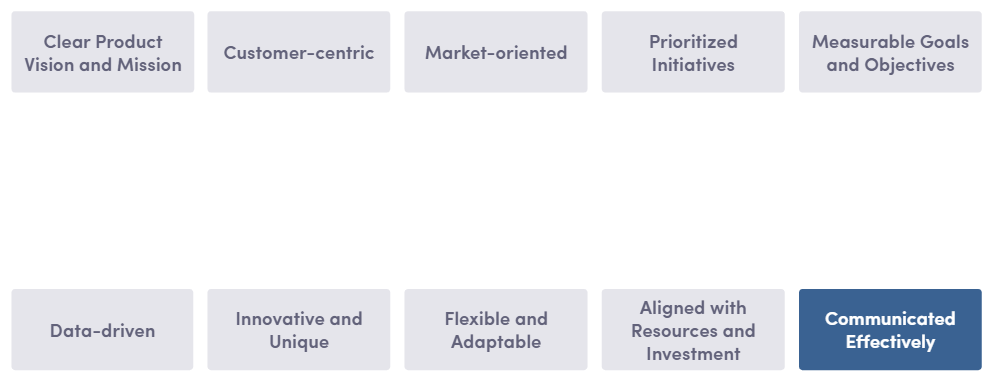 Clear Product
Vision and Mission
Customer-centric
Market-oriented
Prioritized
Initiatives
Measurable Goals
and Objectives
Data-driven
Innovative and
Unique
Flexible and
Adaptable
Aligned with
Resources and
Investment
Communicated
Effectively